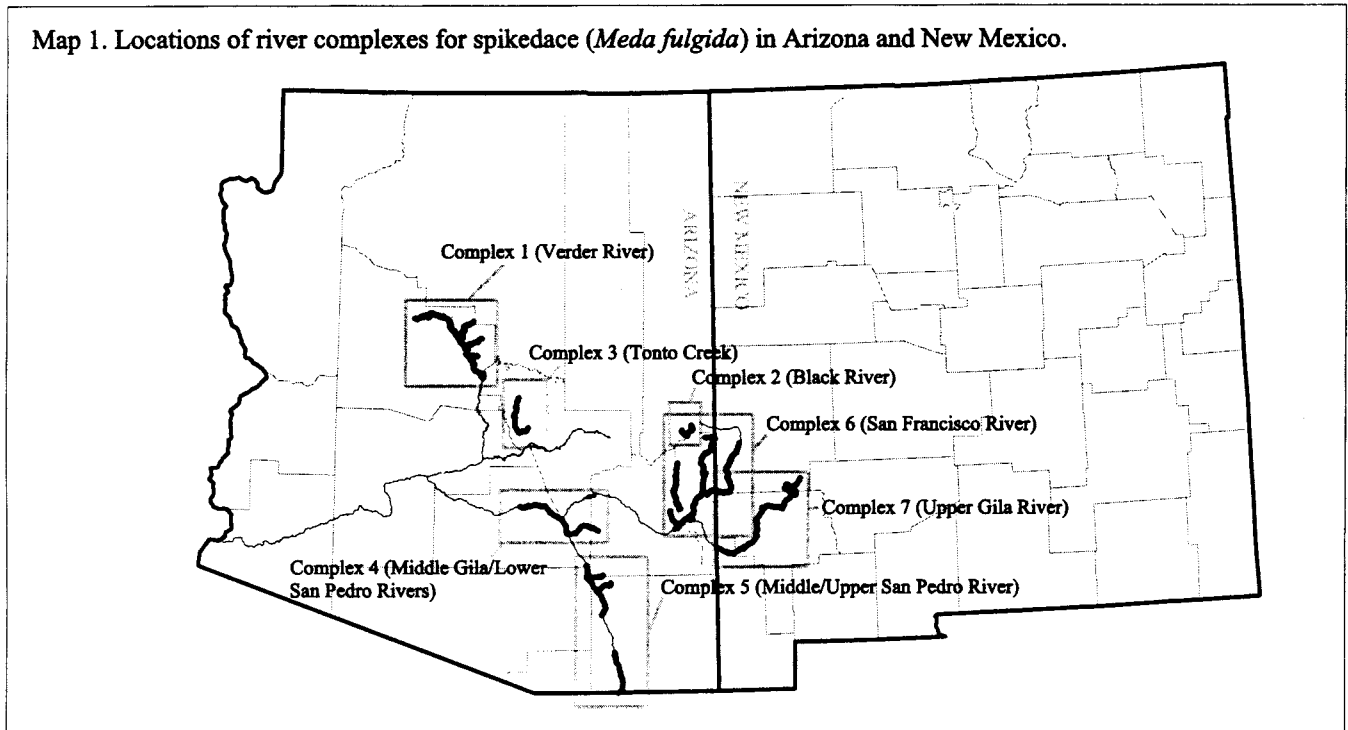 Map 1. Locations of river complexes for spikedace (Meda fulgida) in Arizona and New Mexico.
NEW MEXICO
ARIZONA
Complex 1 (Verder River)
Complex 3 (Tonto Creek)
Complex 2 (Black River)
Complex 6 (San Francisco River)
Complex 7 (Upper Gila River)
Complex 4 (Middle Gila/Lower
San Pedro Rivers)
Complex 5 (Middle/Upper San Pedro River)